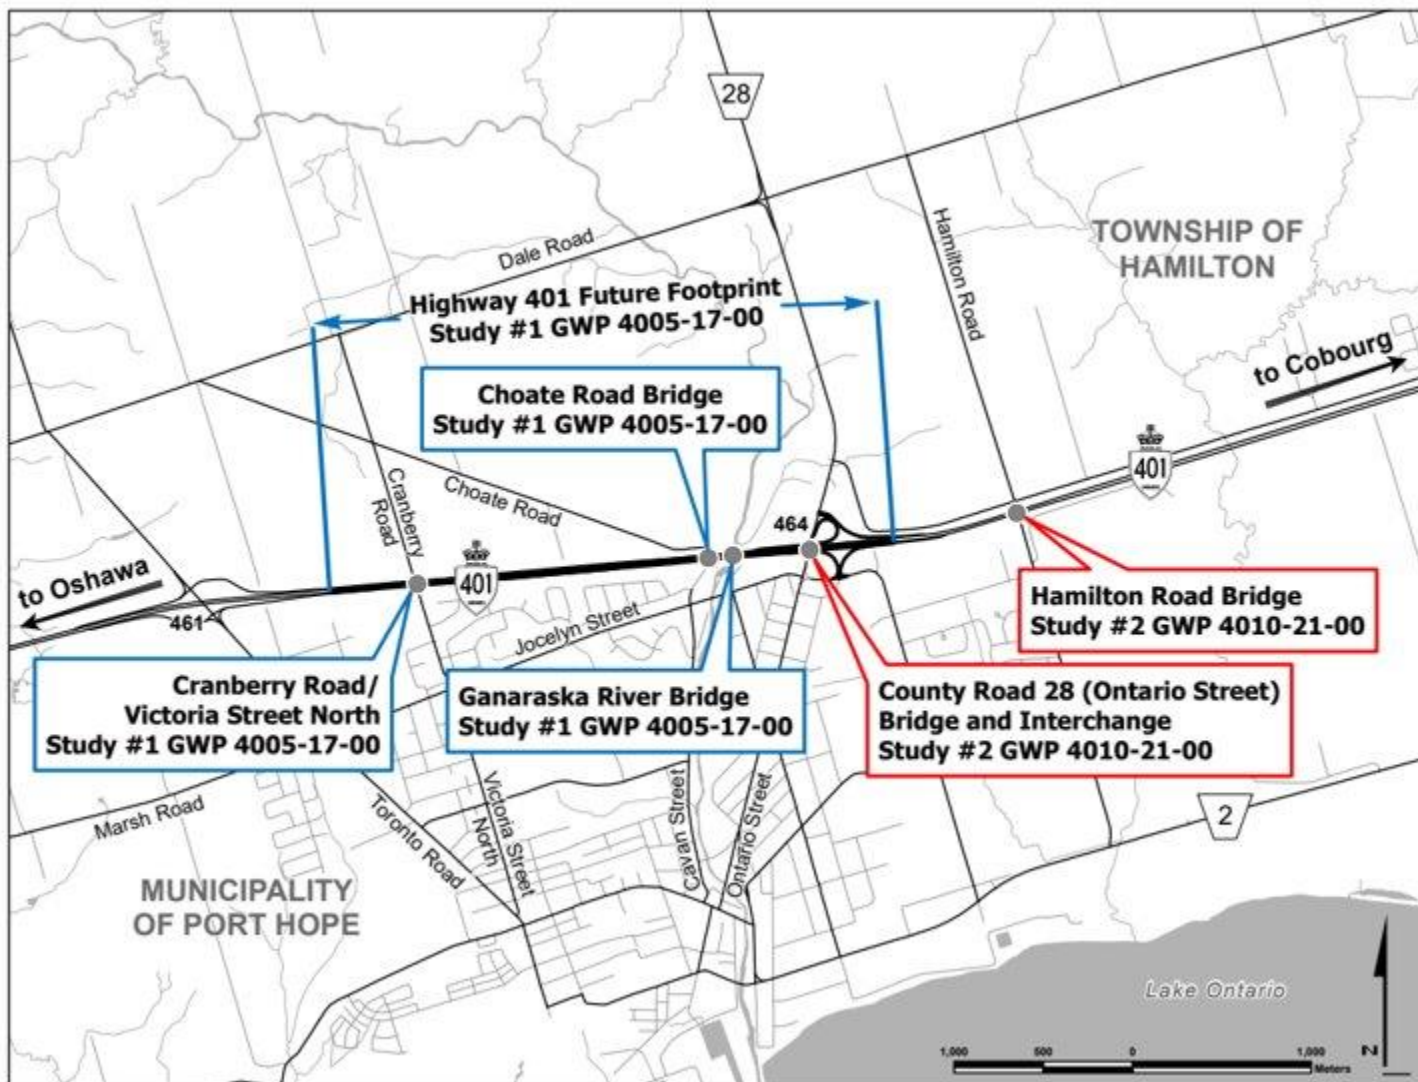 28
Dale Road
Hamilton Road
TOWNSHIP OF
HAMILTON
Highway 401 Future Footprint
Study #1 GWP 4005-17-00
to Cobourg
Choate Road Bridge
Study #1 GWP 4005-17-00
401
Cranberry
Road
Choate Road
464
401
to Oshawa
461
Jocelyn Street
Hamilton Road Bridge
Study #2 GWP 4010-21-00
Cranberry Road/
Victoria Street North
Study #1 GWP 4005-17-00
Ganaraska River Bridge
Study #1 GWP 4005-17-00
County Road 28 (Ontario Street)
Bridge and Interchange
Study #2 GWP 4010-21-00
Marsh Road
Toronto Road
Victoria Street
North
Cavan Street
Ontario Street
2
MUNICIPALITY
OF PORT HOPE
Lake Ontario
1,000 500 0 1,000
Meters
N